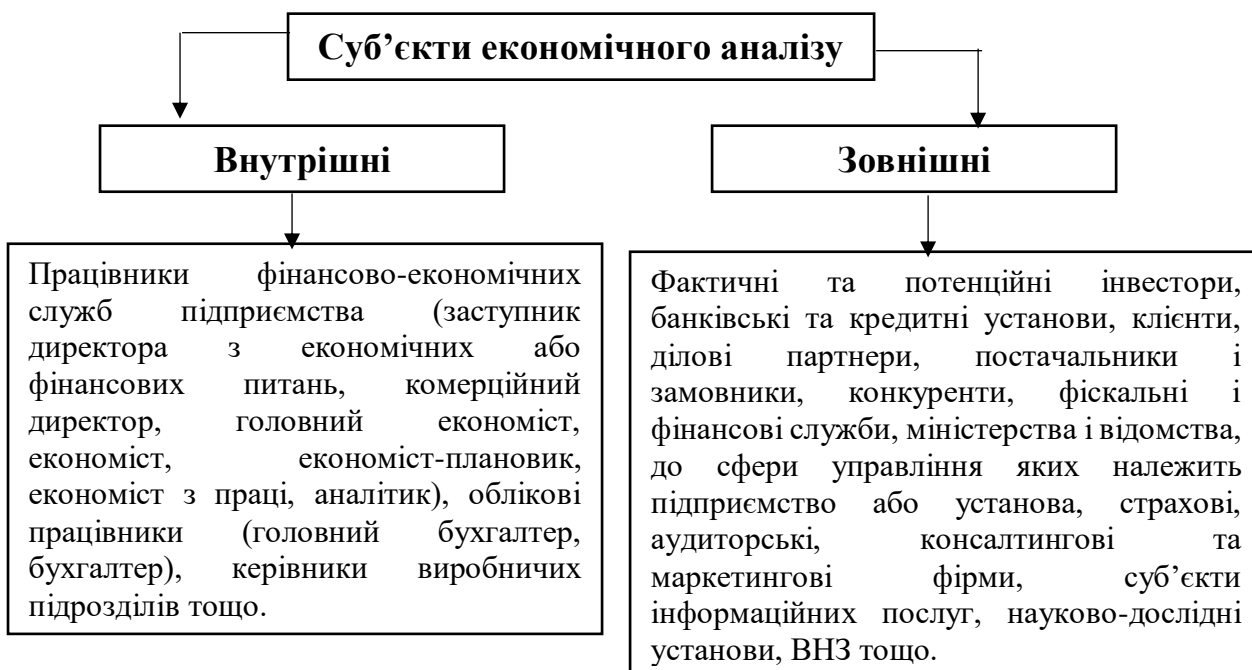 Суб’єкти економічного аналізу
Внутрішні
Зовнішні
Працівники фінансово-економічних
служб підприємства (заступник
директора з економічних або
фінансових питань, комерційний
директор, головний економіст,
економіст, економіст-плановик,
економіст з праці, аналітик), облікові
працівники (головний бухгалтер,
бухгалтер), керівники виробничих
підрозділів тощо.
Фактичні та потенційні інвестори,
банківські та кредитні установи, клієнти,
ділові партнери, постачальники і
замовники, конкуренти, фіскальні і
фінансові служби, міністерства і відомства,
до сфери управління яких належить
підприємство або установа, страхові,
аудиторські, консалтингові та
маркетингові фірми, суб’єкти
інформаційних послуг, науково-дослідні
установи, ВНЗ тощо.